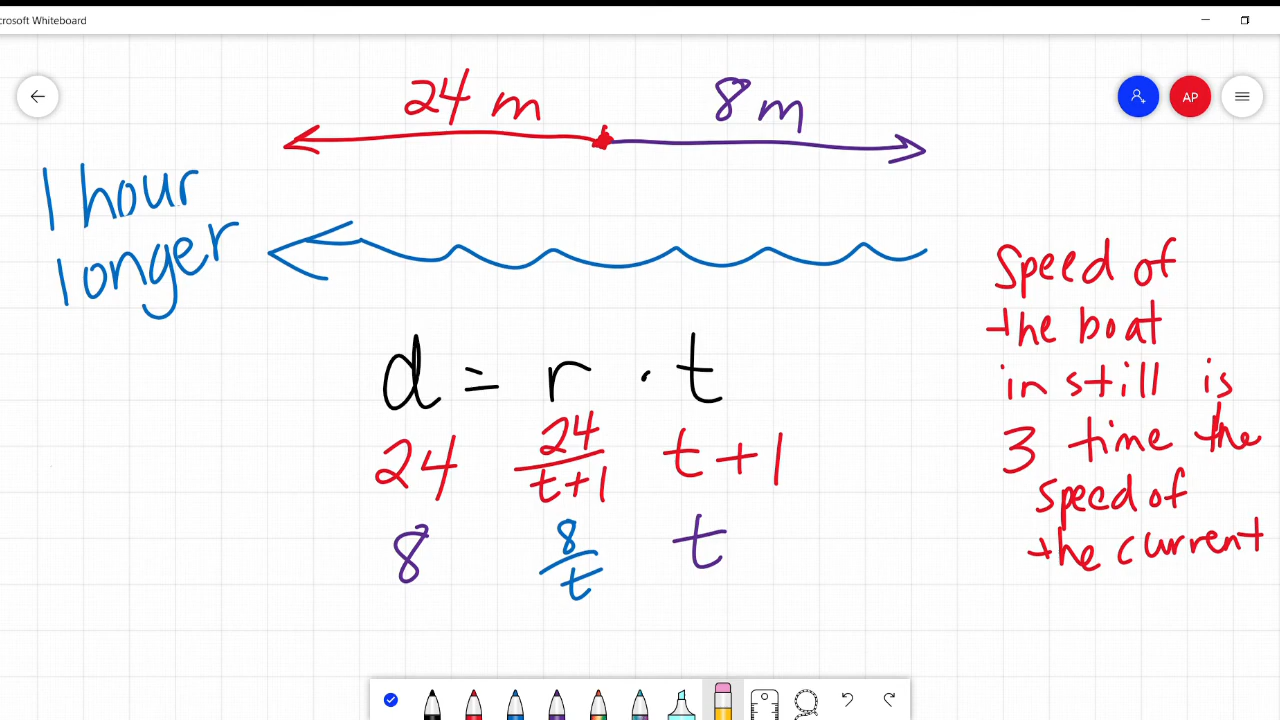 crosoft Whiteboard
24 m
8 m
AP
1 hour
longer
d = r · t
24 24/t+1 t+1
8 8/t t
Speed of
the boat
in still is
3 time the
speed of
the current